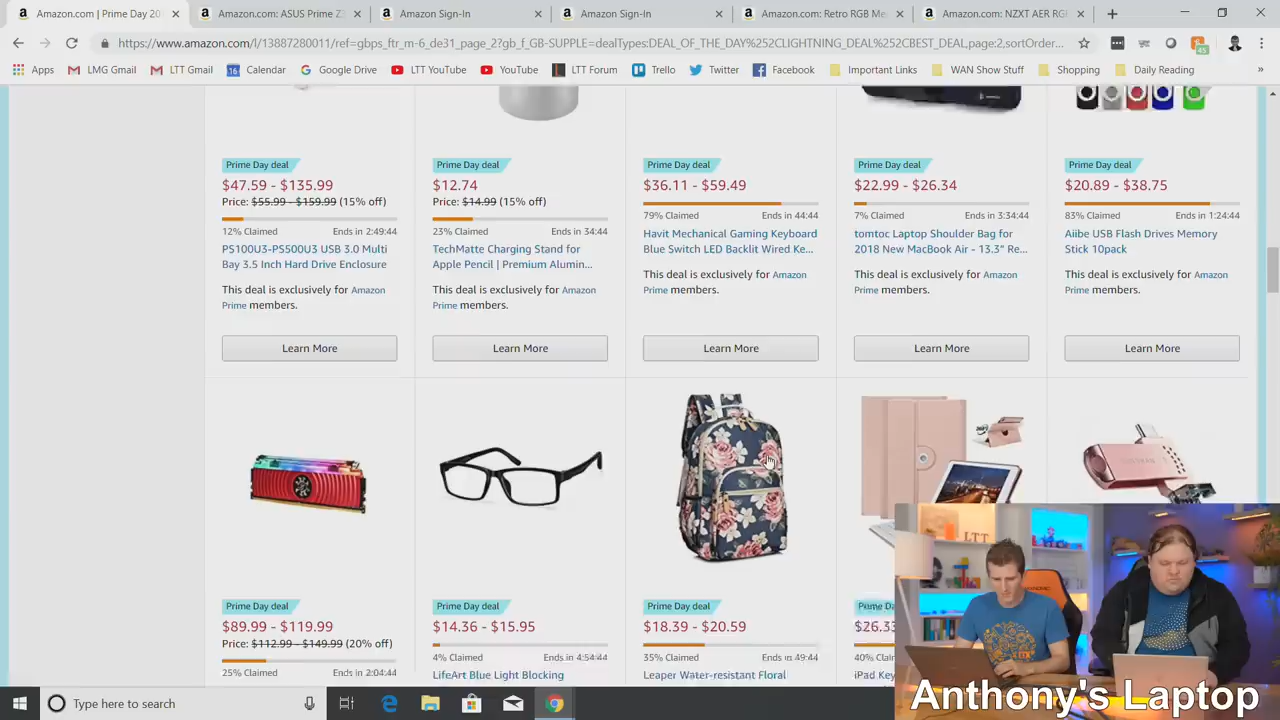 Amazon.com | Prime Day 20
Amazon.com: ASUS Prime Z3
Amazon Sign-In
Amazon Sign-In
Amazon.com: Retro RGB Me
Amazon.com: NZXT AER RG
https://www.amazon.com/l/13887280011/ref=gbps_ftr_m_6_de31_page_2?gb_f_GB-SUPPLE=dealTypes:DEAL_OF_THE_DAY%252CLIGHTNING_DEAL%252CBEST_DEAL,page:2,sortOrder...
45
Apps
LMG Gmail
LTT Gmail
16 Calendar
Google Drive
LTT YouTube
YouTube
LTT Forum
Trello
Twitter
Facebook
Important Links
WAN Show Stuff
Shopping
Daily Reading
»
Prime Day deal
$47.59 - $135.99
Price: $55.99 - $159.99 (15% off)
12% Claimed Ends in 2:49:44
PS100U3-PS500U3 USB 3.0 Multi
Bay 3.5 Inch Hard Drive Enclosure
This deal is exclusively for Amazon
Prime members.
Learn More
Prime Day deal
$12.74
Price: $14.99 (15% off)
23% Claimed Ends in 34:44
TechMatte Charging Stand for
Apple Pencil | Premium Alumin...
This deal is exclusively for Amazon
Prime members.
Learn More
Prime Day deal
$36.11 - $59.49
79% Claimed Ends in 44:44
Havit Mechanical Gaming Keyboard
Blue Switch LED Backlit Wired Ke...
This deal is exclusively for Amazon
Prime members.
Learn More
Prime Day deal
$22.99 - $26.34
7% Claimed Ends in 3:34:44
tomtoc Laptop Shoulder Bag for
2018 New MacBook Air - 13.3" Re...
This deal is exclusively for Amazon
Prime members.
Learn More
Prime Day deal
$20.89 - $38.75
83% Claimed Ends in 1:24:44
Aiibe USB Flash Drives Memory
Stick 10pack
This deal is exclusively for Amazon
Prime members.
Learn More
Prime Day deal
$89.99 - $119.99
Price: $112.99 - $149.99 (20% off)
25% Claimed Ends in 2:04:44
Prime Day deal
$14.36 - $15.95
4% Claimed Ends in 4:54:44
LifeArt Blue Light Blocking
Prime Day deal
$18.39 - $20.59
35% Claimed Ends in 49:44
Leaper Water-resistant Floral
Prime
$26.33
40% Clai
iPad Key
LTT
Anthony's Laptop
Type here to search